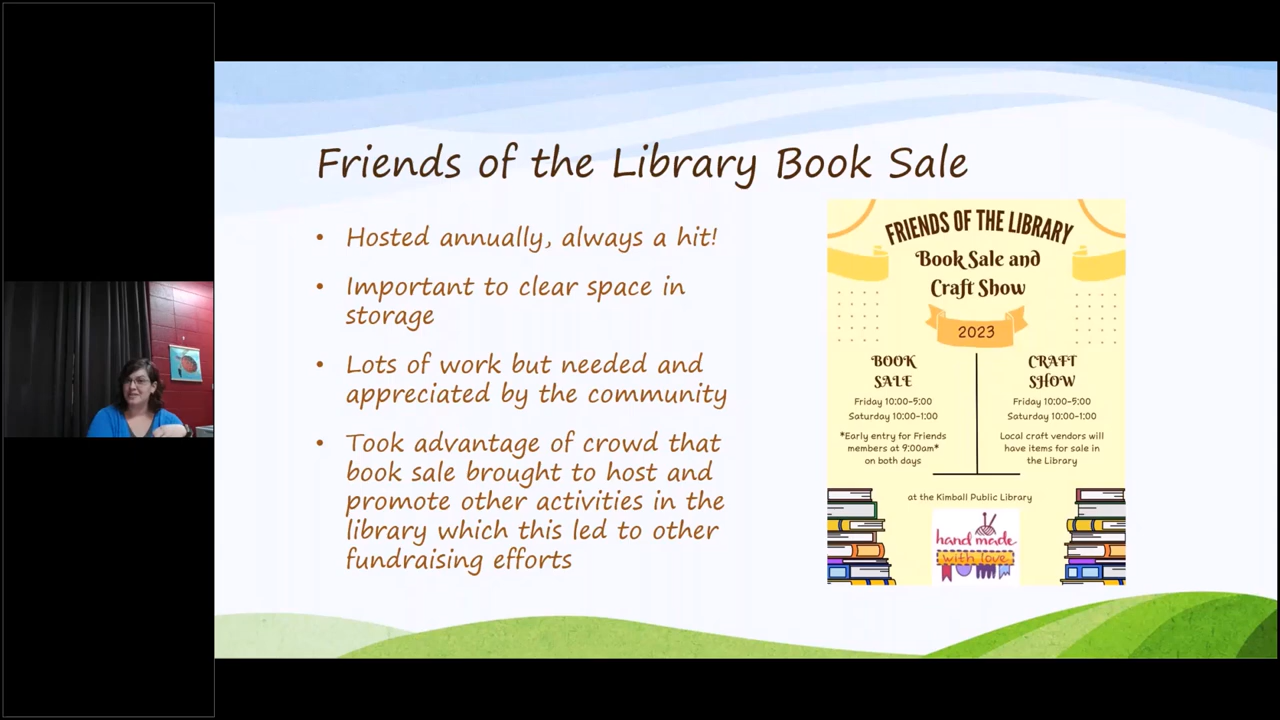 Friends of the Library Book Sale
• Hosted annually, always a hit!
• Important to clear space in
storage
• Lots of work but needed and
appreciated by the community
• Took advantage of crowd that
book sale brought to host and
promote other activities in the
library which this led to other
fundraising efforts
FRIENDS OF THE LIBRARY
Book Sale and
Craft Show
2023
BOOK
SALE
Friday 10:00-5:00
Saturday 10:00-1:00
*Early entry for Friends
members at 9:00am*
on both days
CRAFT
SHOW
Friday 10:00-5:00
Saturday 10:00-1:00
Local craft vendors will
have items for sale in
the Library
at the Kimball Public Library
hand made
with love